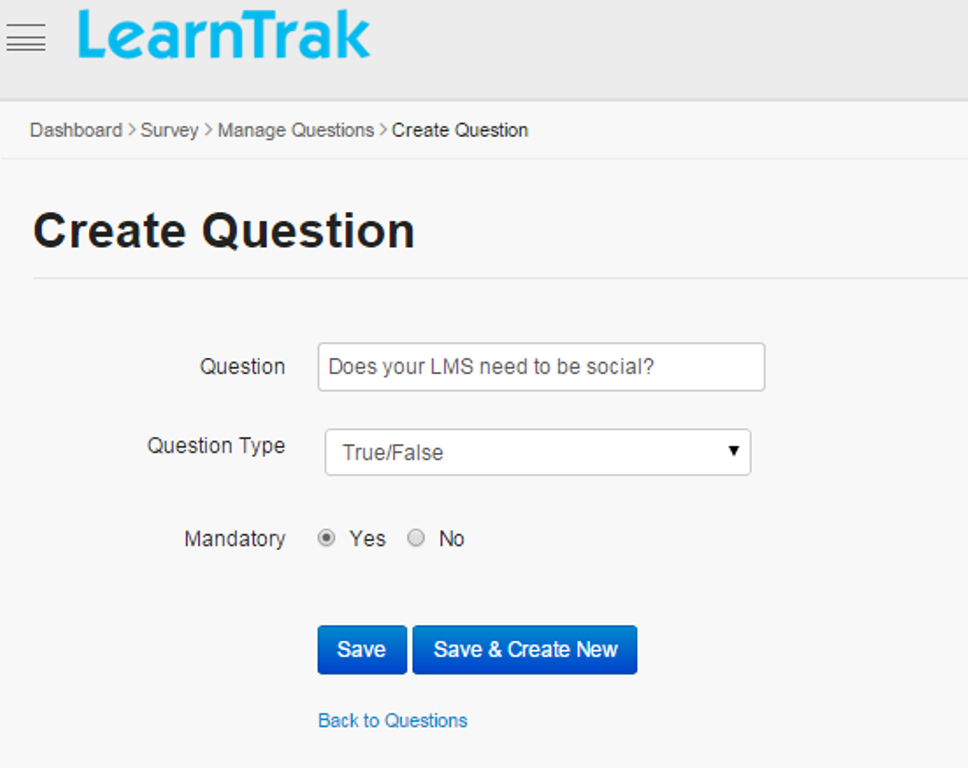 LearnTrak
Dashboard > Survey > Manage Questions > Create Question
Create Question
Question Does your LMS need to be social?
Question Type True/False
Mandatory Yes No
Save Save & Create New
Back to Questions